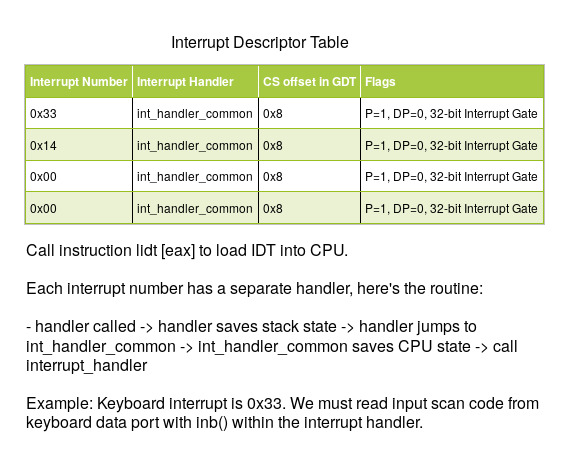 Interrupt Descriptor Table
Interrupt Number Interrupt Handler CS offset in GDT Flags
0x33 int_handler_common 0x8 P=1, DP=0, 32-bit Interrupt Gate
0x14 int_handler_common 0x8 P=1, DP=0, 32-bit Interrupt Gate
0x00 int_handler_common 0x8 P=1, DP=0, 32-bit Interrupt Gate
0x00 int_handler_common 0x8 P=1, DP=0, 32-bit Interrupt Gate
Call instruction lidt [eax] to load IDT into CPU.
Each interrupt number has a separate handler, here's the routine:
- handler called -> handler saves stack state -> handler jumps to
int_handler_common -> int_handler_common saves CPU state -> call
interrupt_handler
Example: Keyboard interrupt is 0x33. We must read input scan code from
keyboard data port with inb() within the interrupt handler.